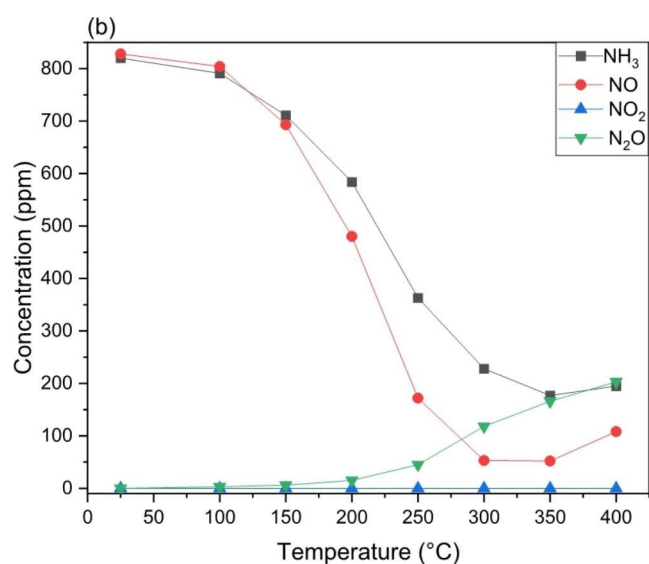 (b)
NH₃
NO
NO₂
N₂O
800
700
600
500
400
300
200
100
0
Concentration (ppm)
0 50 100 150 200 250 300 350 400
Temperature (°C)